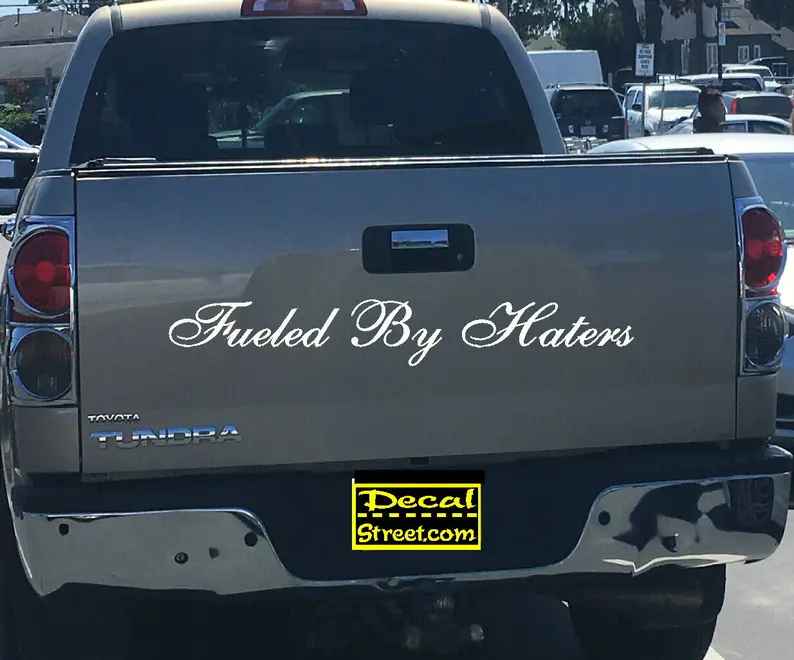 Fueled By Haters
TOYOTA
TUNDRA
Decal
Street.com